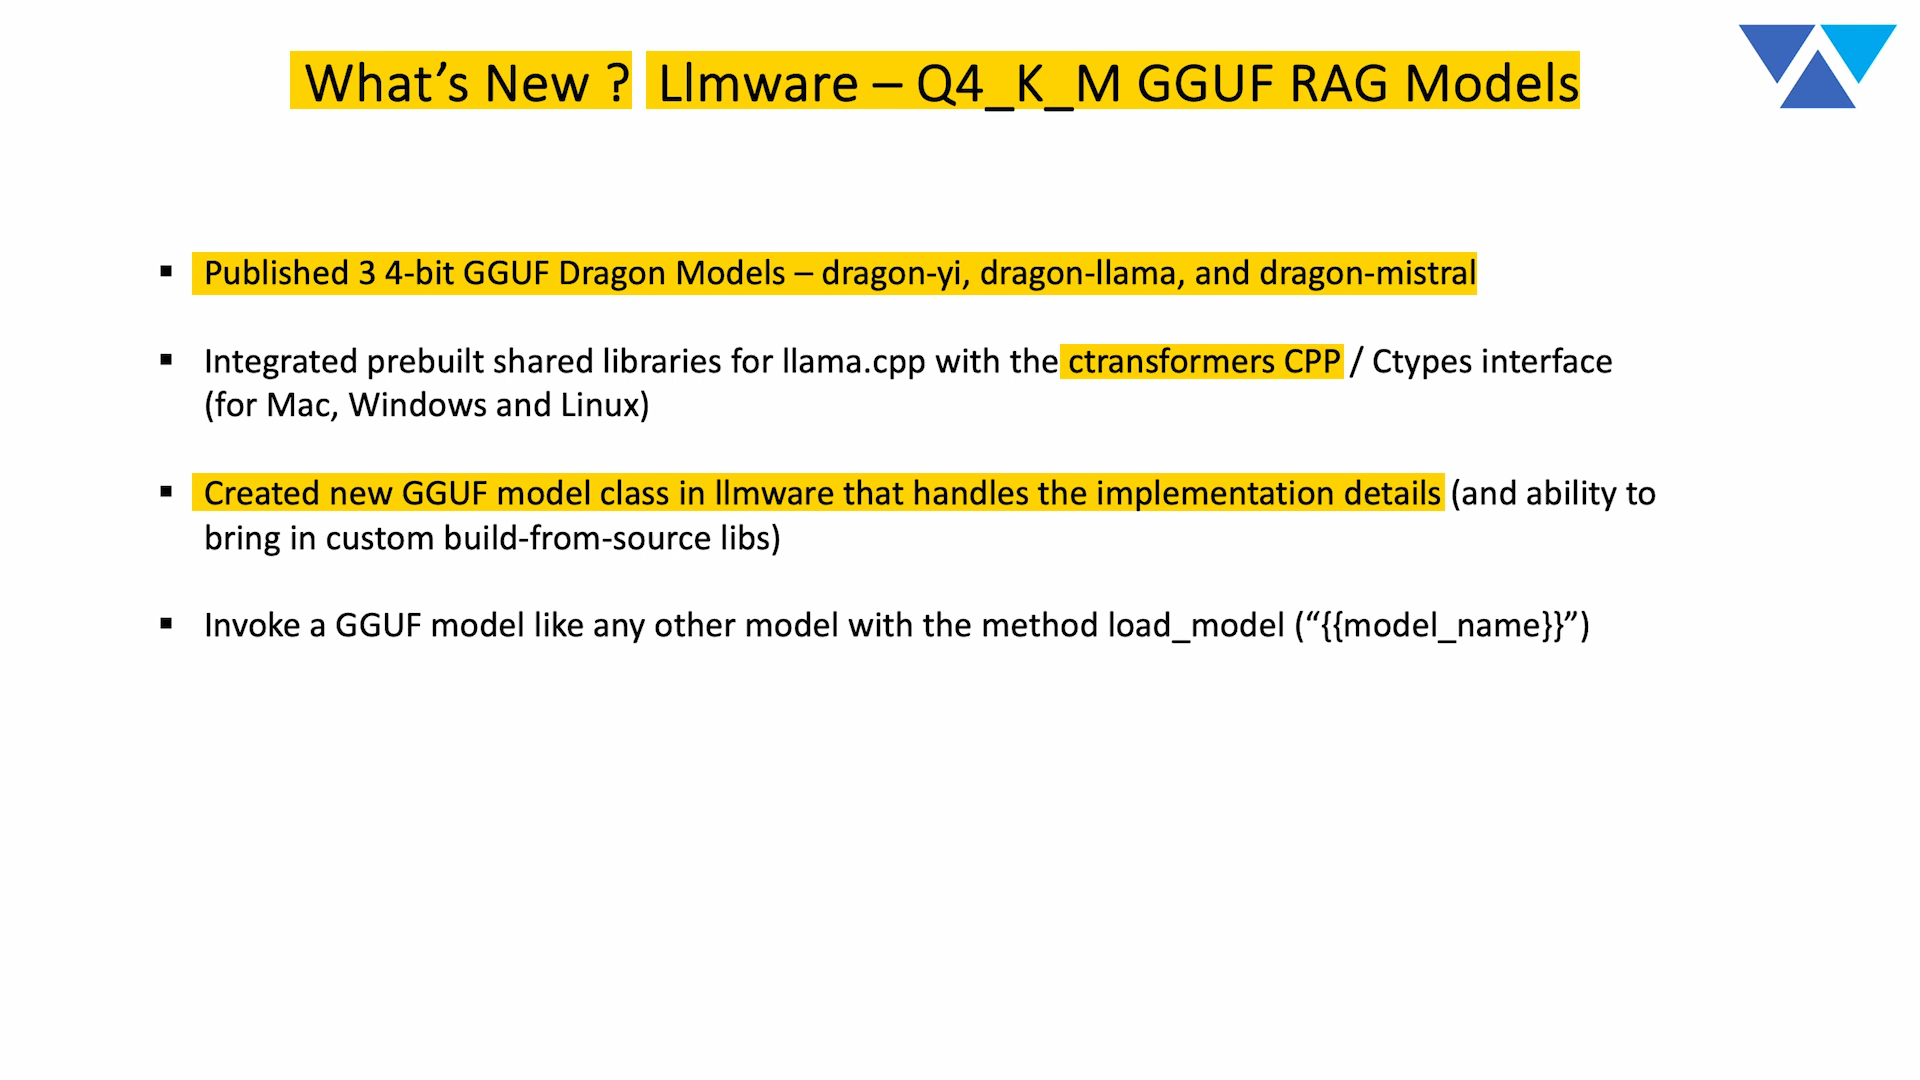 What’s New ? Llmware – Q4_K_M GGUF RAG Models
▪ Published 3 4-bit GGUF Dragon Models – dragon-yi, dragon-llama, and dragon-mistral
▪ Integrated prebuilt shared libraries for llama.cpp with the ctransformers CPP / Ctypes interface
(for Mac, Windows and Linux)
▪ Created new GGUF model class in llmware that handles the implementation details (and ability to
bring in custom build-from-source libs)
▪ Invoke a GGUF model like any other model with the method load_model (“{{model_name}}”)